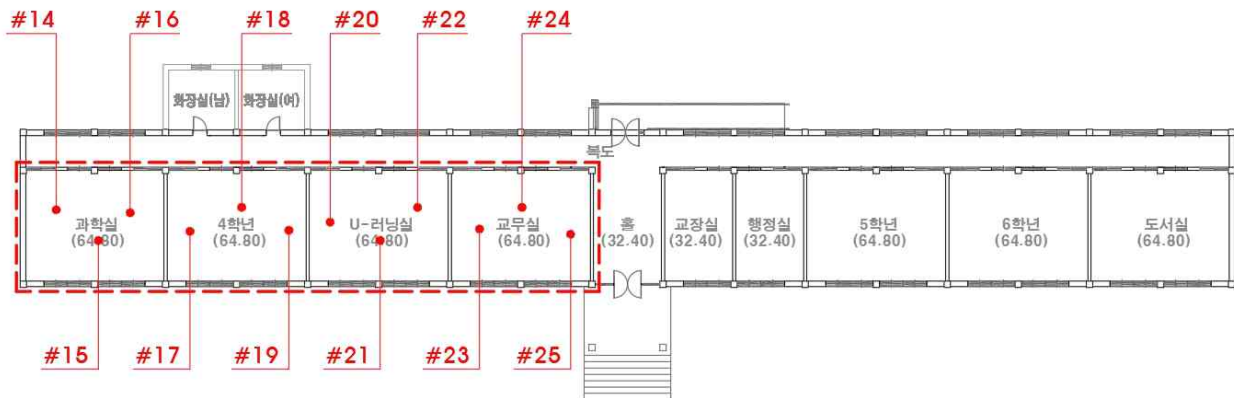 #14 #16 #18 #20 #22 #24
화장실(남) 화장실(여)
복도
과학실 4학년 U-러닝실 교무실 홀 교장실 행정실 5학년 6학년 도서실
(64.80) (64.80) (64.80) (64.80) (32.40) (32.40) (32.40) (64.80) (64.80) (64.80)
#15 #17 #19 #21 #23 #25